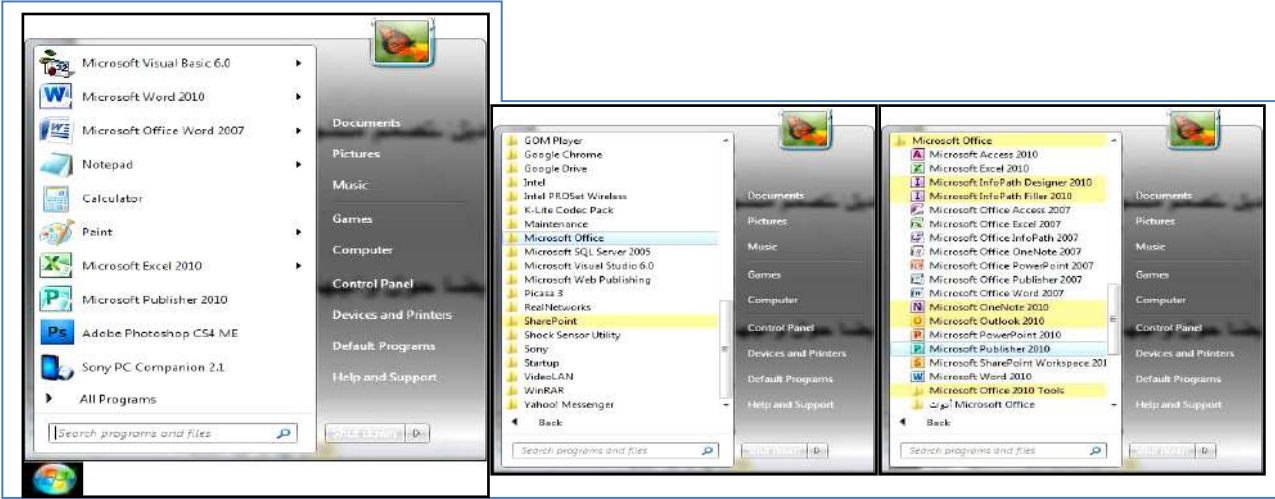 Microsoft Visual Basic 6.0
Microsoft Word 2010
Microsoft Office Word 2007
Notepad
Calculator
Paint
Microsoft Excel 2010
Microsoft Publisher 2010
Adobe Photoshop CS4 ME
Sony PC Companion 2.1
All Programs
Search programs and files
Documents
Pictures
Music
Games
Computer
Control Panel
Devices and Printers
Default Programs
Help and Support
GOM Player
Google Chrome
Google Drive
Intel
Intel PROSet Wireless
K-Lite Codec Pack
Maintenance
Microsoft Office
Microsoft SQL Server 2005
Microsoft Visual Studio 6.0
Microsoft Web Publishing
Picasa 3
RealNetworks
SharePoint
Shock Sensor Utility
Sony
Startup
VideoLAN
WinRAR
Yahoo! Messenger
Back
Search programs and files
Documents
Pictures
Music
Games
Computer
Control Panel
Devices and Printers
Default Programs
Help and Support
Microsoft Office
Microsoft Access 2010
Microsoft Excel 2010
Microsoft InfoPath Designer 2010
Microsoft InfoPath Filler 2010
Microsoft Office Access 2007
Microsoft Office Excel 2007
Microsoft Office InfoPath 2007
Microsoft Office OneNote 2007
Microsoft Office PowerPoint 2007
Microsoft Office Publisher 2007
Microsoft Office Word 2007
Microsoft OneNote 2010
Microsoft Outlook 2010
Microsoft PowerPoint 2010
Microsoft Publisher 2010
Microsoft SharePoint Workspace 201
Microsoft Word 2010
Microsoft Office 2010 Tools
أدوات Microsoft Office
Back
Search programs and files
Documents
Pictures
Music
Games
Computer
Control Panel
Devices and Printers
Default Programs
Help and Support